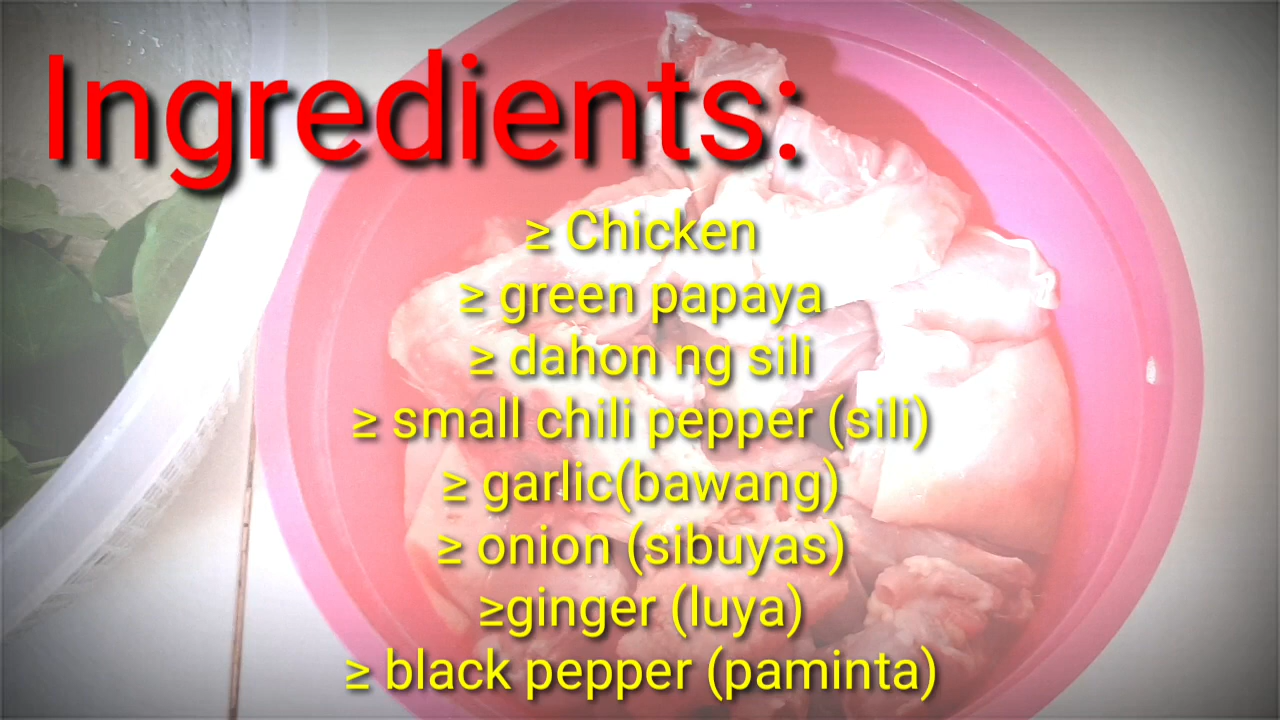 Ingredients:
≥ Chicken
≥ green papaya
≥ dahon ng sili
≥ small chili pepper (sili)
≥ garlic(bawang)
≥ onion (sibuyas)
≥ginger (luya)
≥ black pepper (paminta)